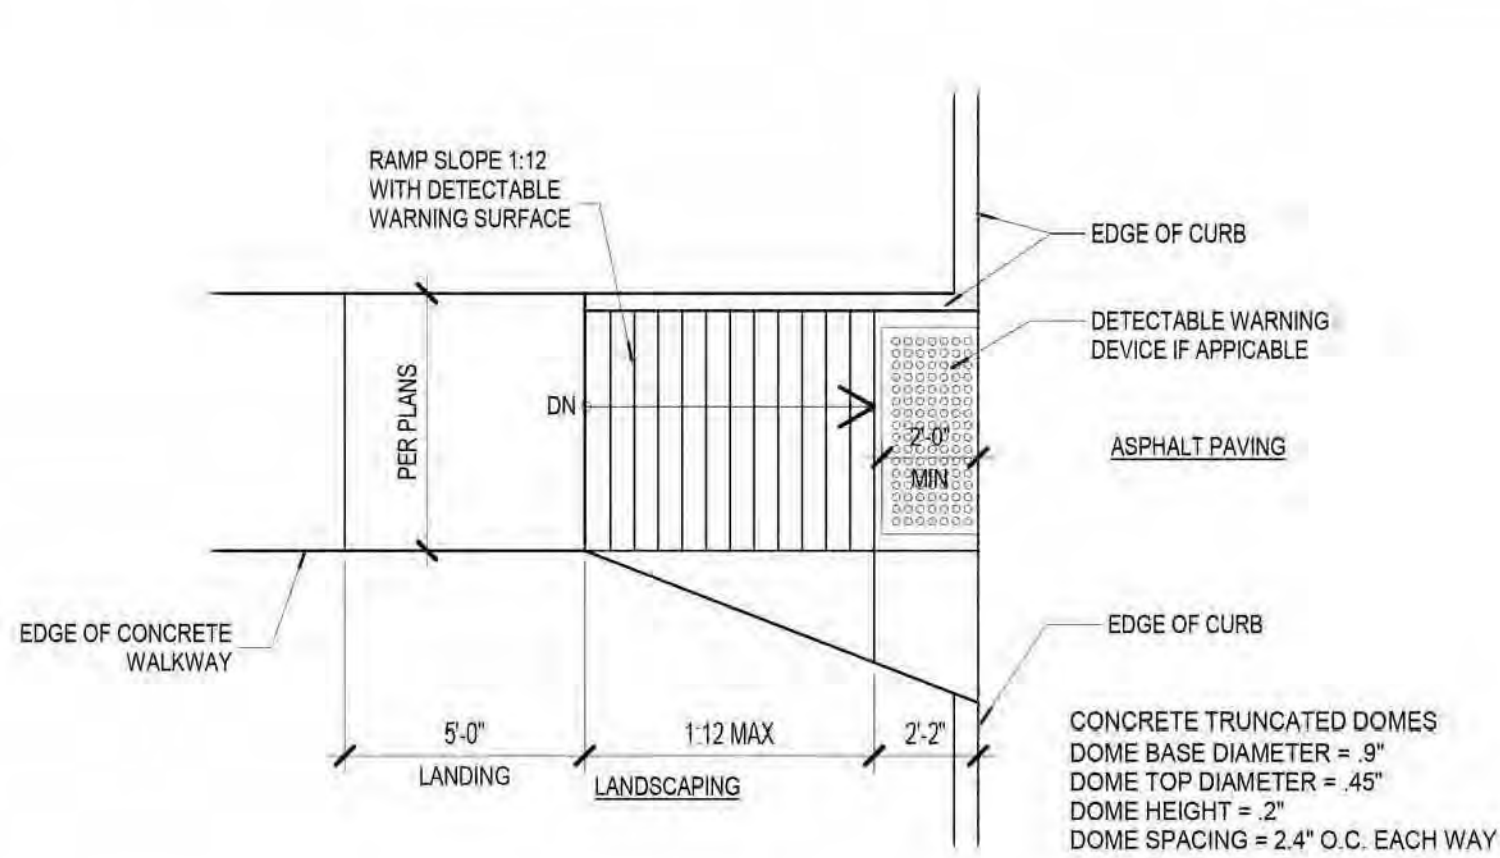 RAMP SLOPE 1:12
WITH DETECTABLE
WARNING SURFACE
EDGE OF CURB
DETECTABLE WARNING
DEVICE IF APPICABLE
PER PLANS
DN
2'-0"
MIN
ASPHALT PAVING
EDGE OF CONCRETE
WALKWAY
EDGE OF CURB
5'-0"
LANDING
1:12 MAX
LANDSCAPING
2'-2"
CONCRETE TRUNCATED DOMES
DOME BASE DIAMETER = .9"
DOME TOP DIAMETER = .45"
DOME HEIGHT = .2"
DOME SPACING = 2.4" O.C. EACH WAY